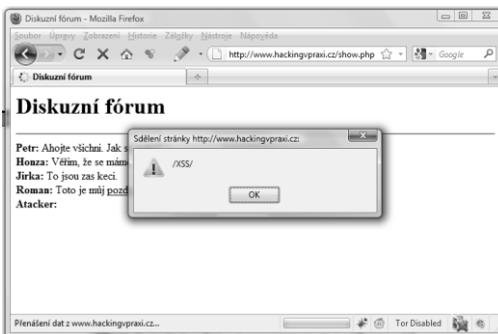 Diskuzní fórum - Mozilla Firefox
Soubor Úpravy Zobrazení Historie Záložky Nástroje Nápověda
http://www.hackingvpraxi.cz/show.php
Google
Diskuzní fórum
Diskuzní fórum
Petr: Ahojte všichni. Jak s
Honza: Věřím, že se mám
Jirka: To jsou zas keci.
Roman: Toto je můj pozd
Atacker:
Sdělení stránky http://www.hackingvpraxi.cz:
/XSS/
OK
Přenášení dat z www.hackingvpraxi.cz...
Tor Disabled